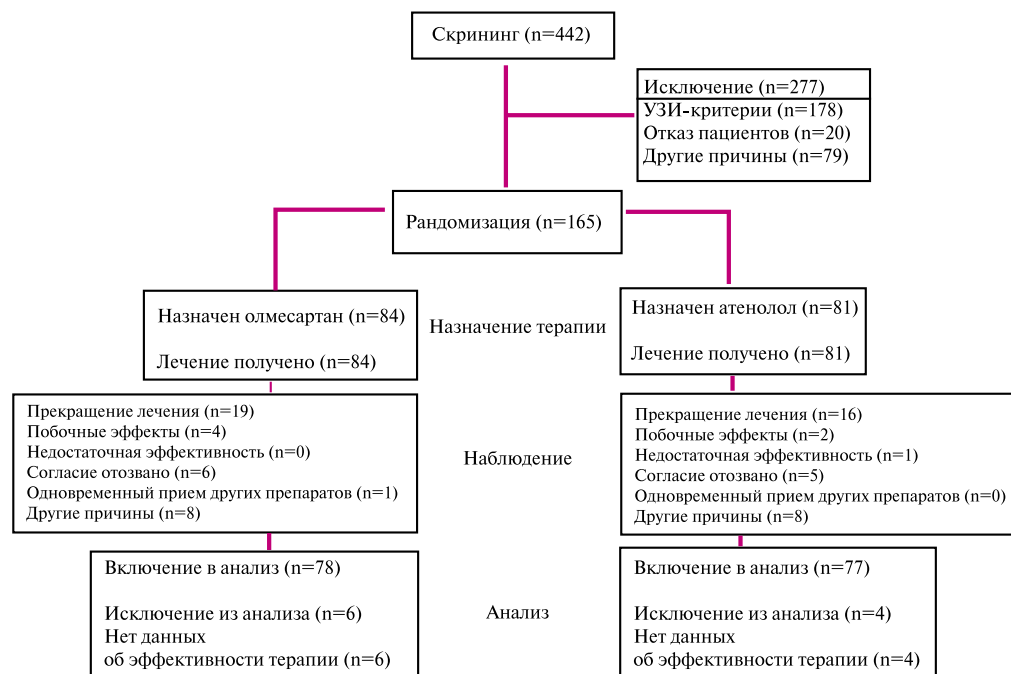 Скрининг (n=442)
Исключение (n=277)
УЗИ-критерии (n=178)
Отказ пациентов (n=20)
Другие причины (n=79)
Рандомизация (n=165)
Назначен олмесартан (n=84)
Лечение получено (n=84)
Назначение терапии
Назначен атенолол (n=81)
Лечение получено (n=81)
Прекращение лечения (n=19)
Побочные эффекты (n=4)
Недостаточная эффективность (n=0)
Согласие отозвано (n=6)
Одновременный прием других препаратов (n=1)
Другие причины (n=8)
Наблюдение
Прекращение лечения (n=16)
Побочные эффекты (n=2)
Недостаточная эффективность (n=1)
Согласие отозвано (n=5)
Одновременный прием других препаратов (n=0)
Другие причины (n=8)
Включение в анализ (n=78)
Исключение из анализа (n=6)
Нет данных
об эффективности терапии (n=6)
Анализ
Включение в анализ (n=77)
Исключение из анализа (n=4)
Нет данных
об эффективности терапии (n=4)